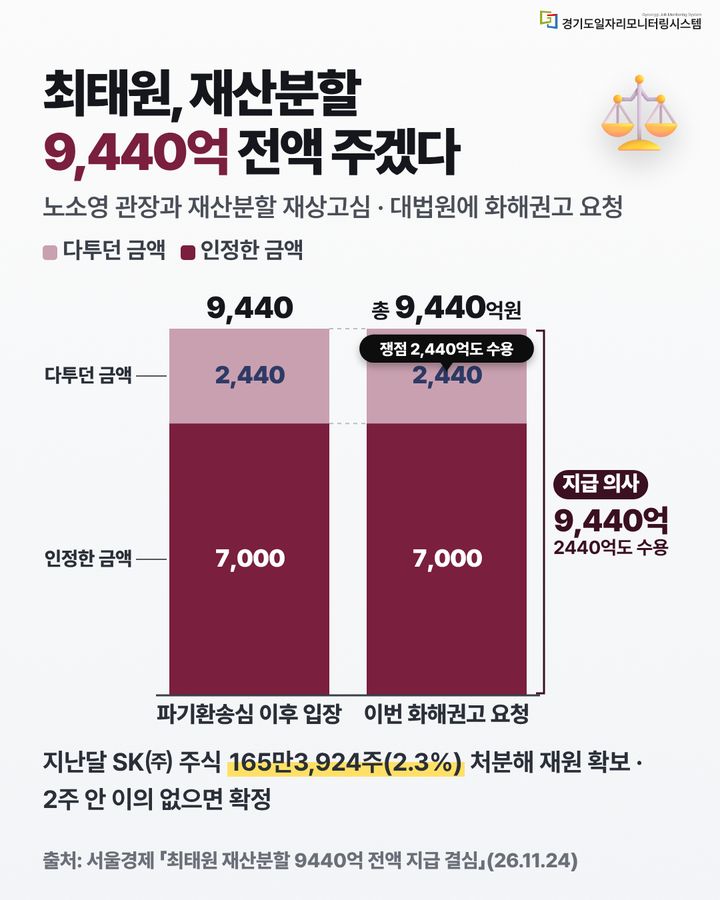 Gyeonggi Job Monitoring System
경기도일자리모니터링시스템
최태원, 재산분할
9,440억 전액 주겠다
노소영 관장과 재산분할 재상고심 · 대법원에 화해권고 요청
다투던 금액 인정한 금액
9,440
총 9,440억원
쟁점 2,440억도 수용
다투던 금액
2,440
2,440
지급 의사
9,440억
2440억도 수용
인정한 금액
7,000
7,000
파기환송심 이후 입장
이번 화해권고 요청
지난달 SK㈜ 주식 165만3,924주(2.3%) 처분해 재원 확보 ·
2주 안 이의 없으면 확정
출처: 서울경제 「최태원 재산분할 9440억 전액 지급 결심」(26.11.24)